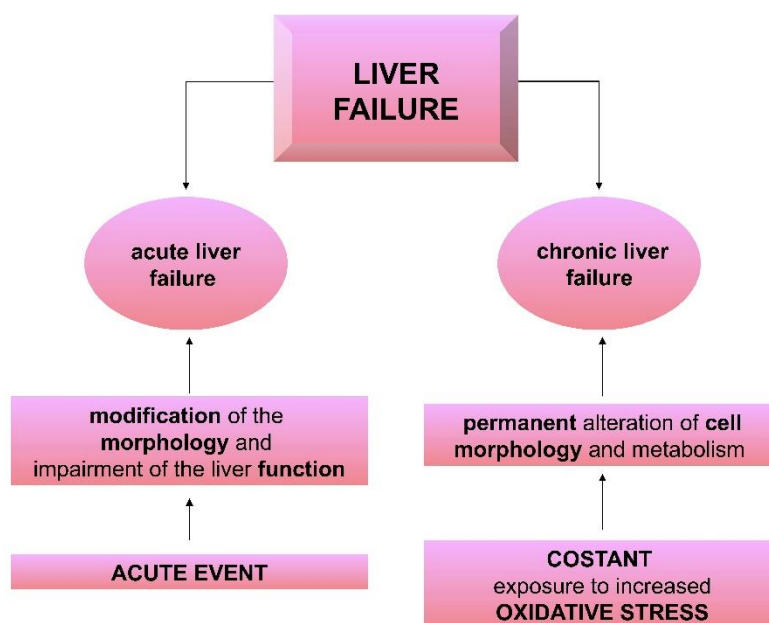 LIVER
FAILURE
acute liver
failure
chronic liver
failure
modification of the
morphology and
impairment of the liver function
permanent alteration of cell
morphology and metabolism
ACUTE EVENT
COSTANT
exposure to increased
OXIDATIVE STRESS